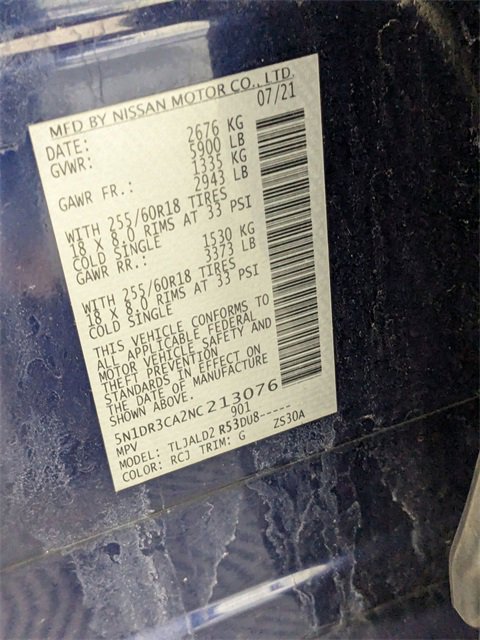 MFD BY NISSAN MOTOR CO., LTD.
DATE: 07/21
GVWR: 2676 KG
5900 LB
GAWR FR.: 1335 KG
2943 LB
WITH 255/60R18 TIRES
18 X 8.0 RIMS AT 33 PSI
COLD SINGLE
GAWR RR.: 1530 KG
3373 LB
WITH 255/60R18 TIRES
18 X 8.0 RIMS AT 33 PSI
COLD SINGLE
THIS VEHICLE CONFORMS TO
ALL APPLICABLE FEDERAL
MOTOR VEHICLE SAFETY AND
THEFT PREVENTION
STANDARDS IN EFFECT ON
THE DATE OF MANUFACTURE
SHOWN ABOVE.
5N1DR3CA2NC213076
MPV 901
MODEL: TLJALD2 R53DU8-----
COLOR: RCJ TRIM: G ZS30A